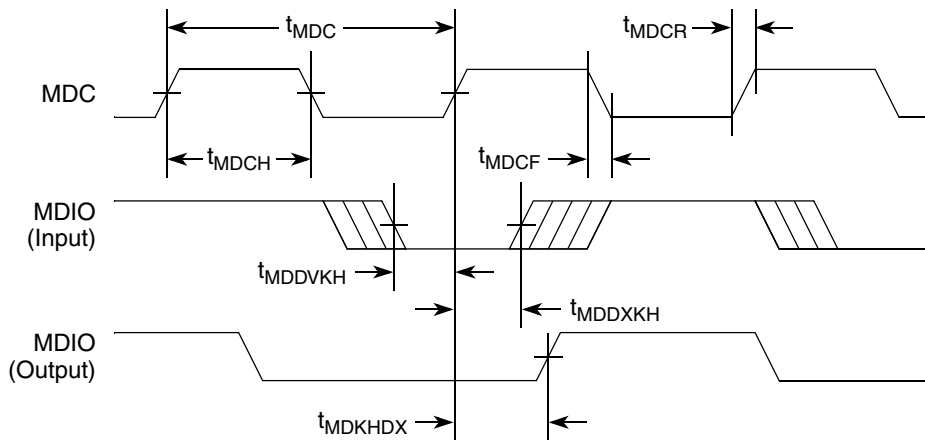 tMDC
tMDCR
MDC
tMDCH
tMDCF
MDIO
(Input)
tMDDVKH
tMDDXKH
MDIO
(Output)
tMDKHDX